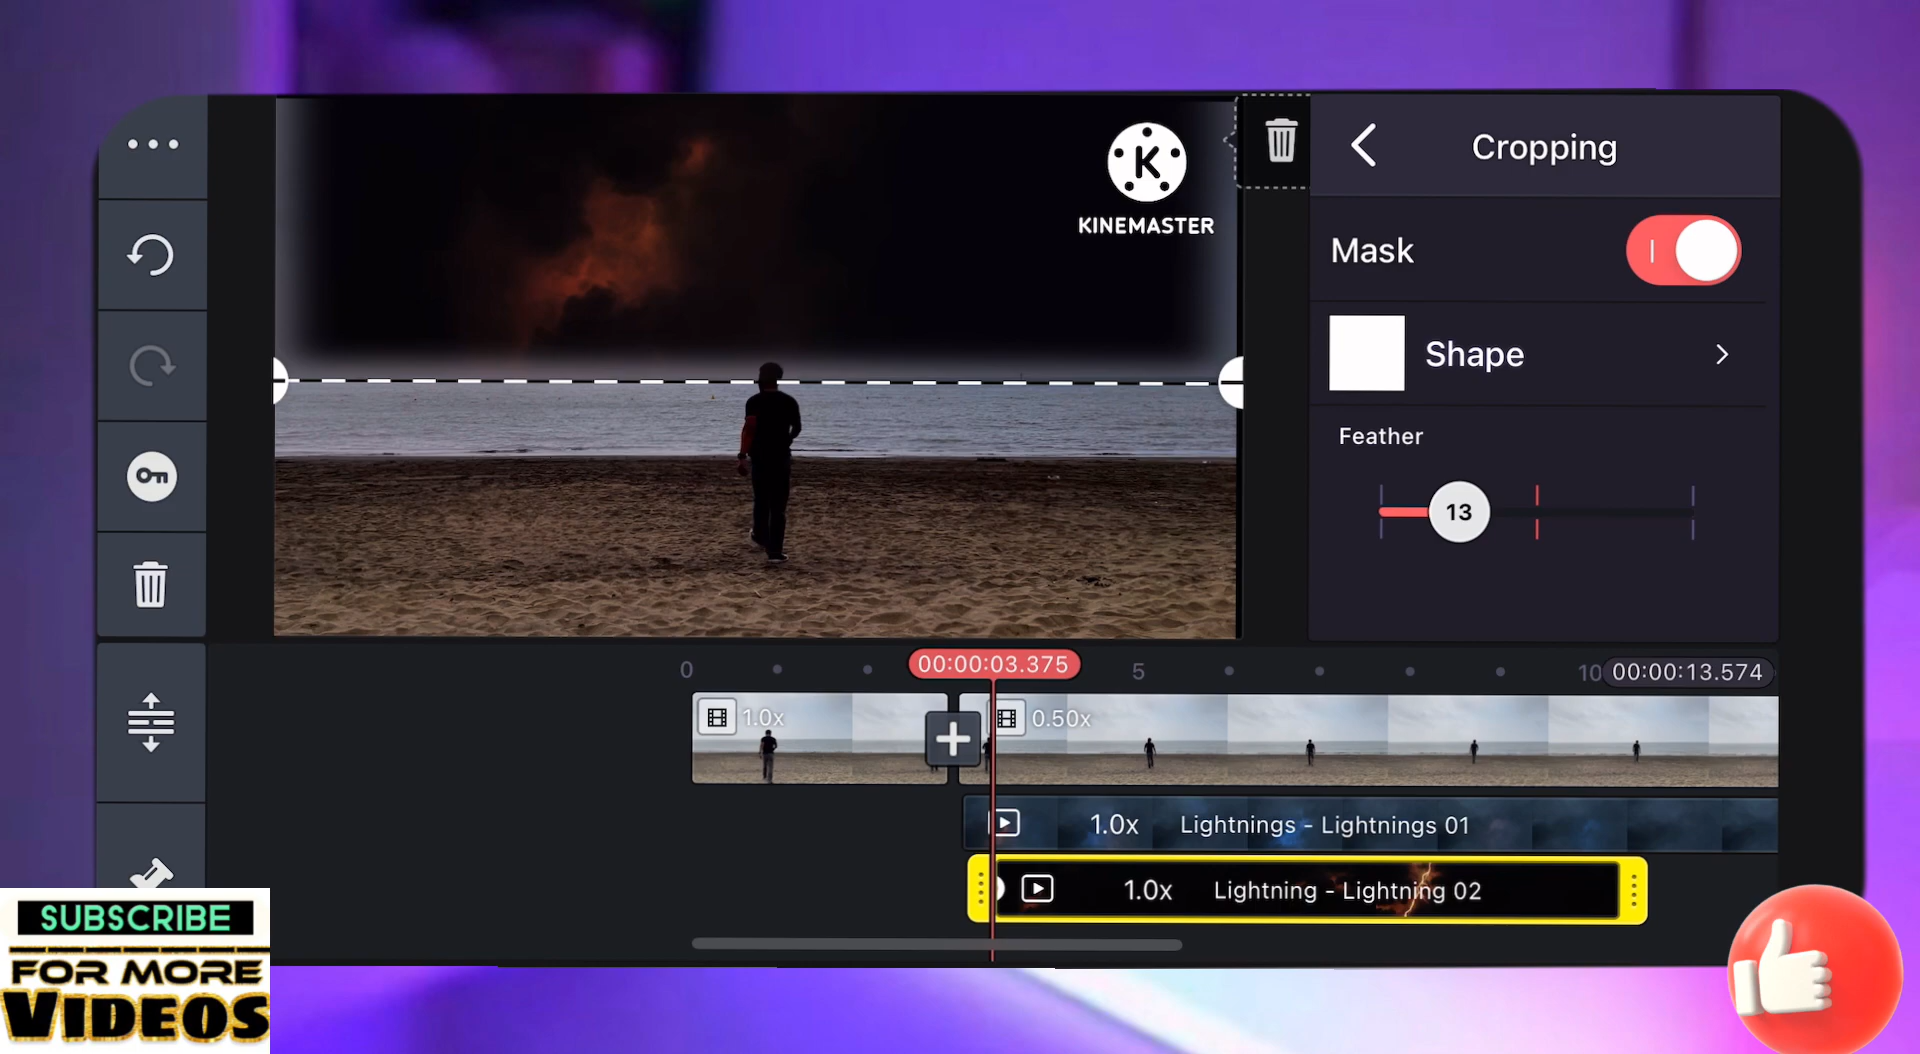 K
KINEMASTER
Cropping
Mask
Shape
Feather
13
0
00:00:03.375
5
10
00:00:13.574
1.0x
0.50x
1.0x Lightnings - Lightnings 01
1.0x Lightning - Lightning 02
SUBSCRIBE
FOR MORE
VIDEOS